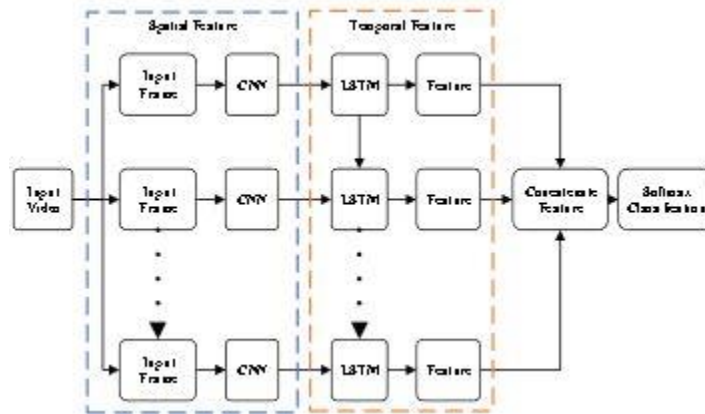 Spatial Feature
Temporal Feature
Input
Frame
CNN
LSTM
Feature
Input
Video
Input
Frame
CNN
LSTM
Feature
Concatenate
Feature
Softmax
Classification
Input
Frame
CNN
LSTM
Feature